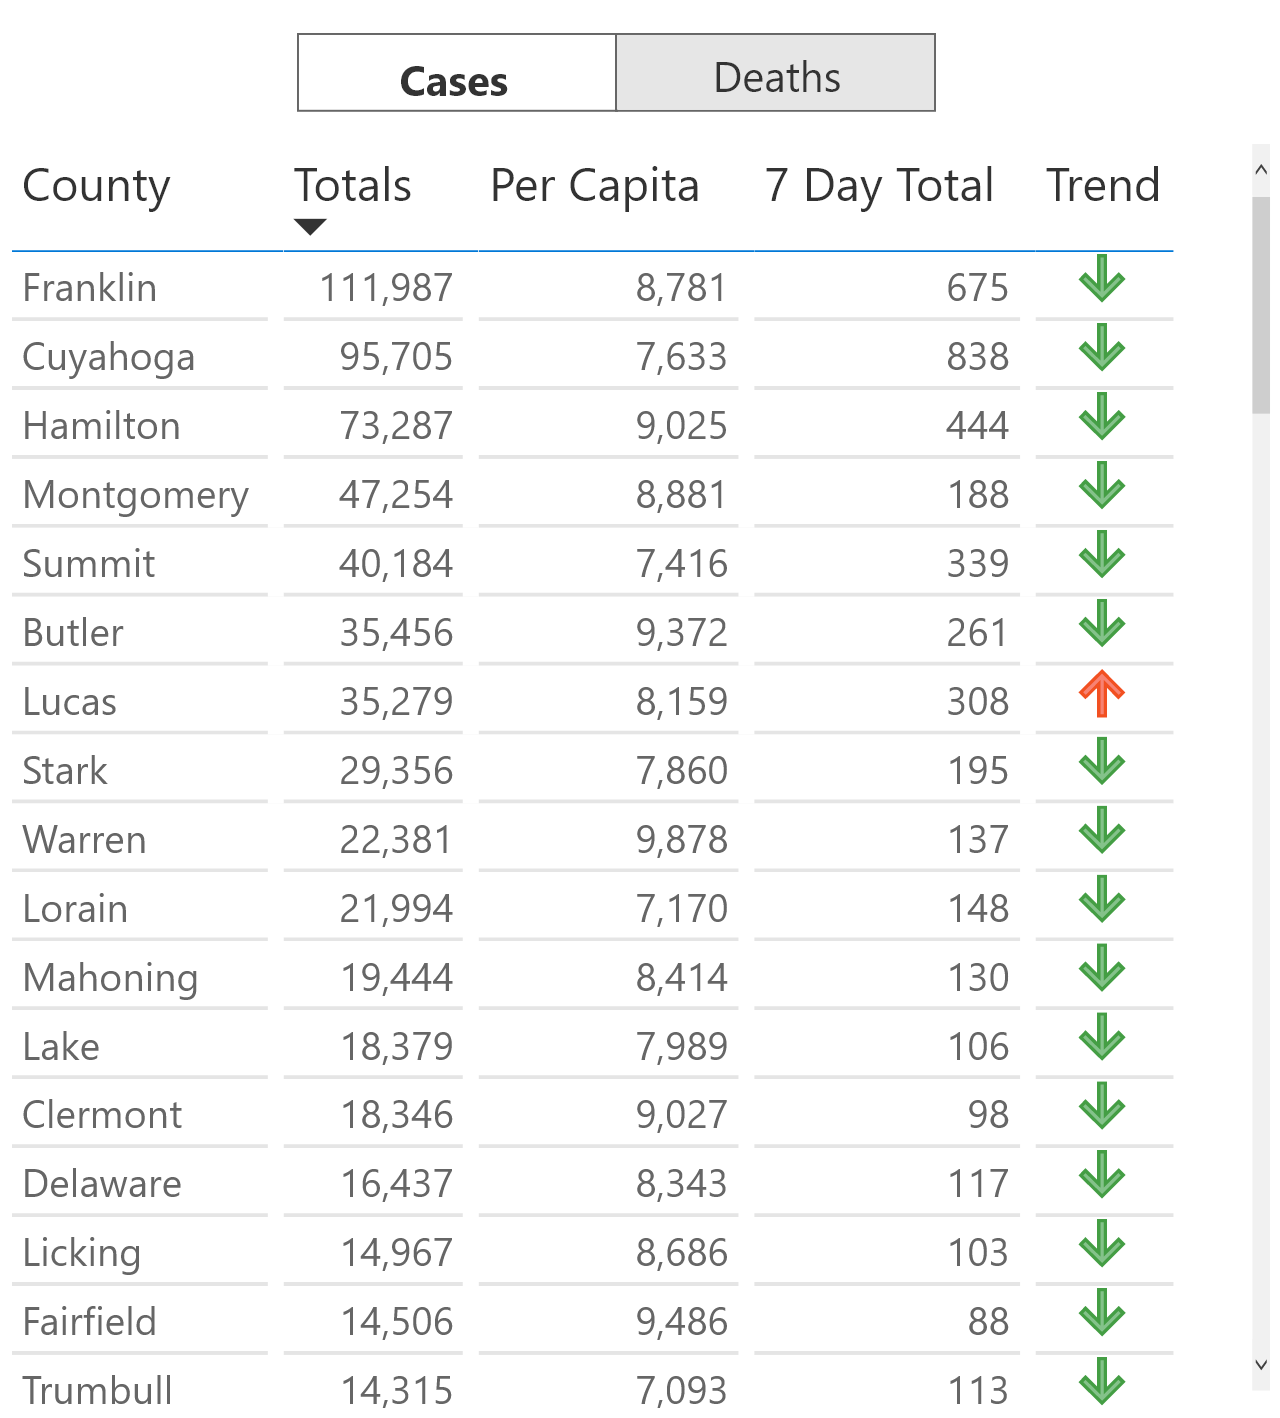 Cases Deaths
County Totals Per Capita 7 Day Total Trend
Franklin 111,987 8,781 675
Cuyahoga 95,705 7,633 838
Hamilton 73,287 9,025 444
Montgomery 47,254 8,881 188
Summit 40,184 7,416 339
Butler 35,456 9,372 261
Lucas 35,279 8,159 308
Stark 29,356 7,860 195
Warren 22,381 9,878 137
Lorain 21,994 7,170 148
Mahoning 19,444 8,414 130
Lake 18,379 7,989 106
Clermont 18,346 9,027 98
Delaware 16,437 8,343 117
Licking 14,967 8,686 103
Fairfield 14,506 9,486 88
Trumbull 14,315 7,093 113